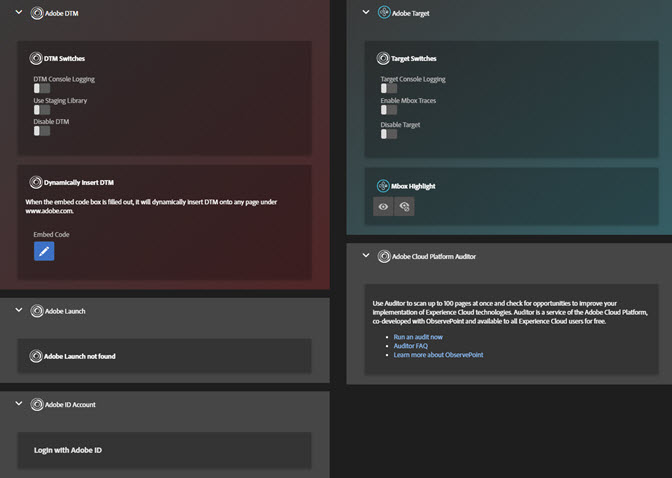 Adobe DTM
DTM Switches
DTM Console Logging
Use Staging Library
Disable DTM
Dynamically Insert DTM
When the embed code box is filled out, it will dynamically insert DTM onto any page under
www.adobe.com.
Embed Code
Adobe Launch
Adobe Launch not found
Adobe ID Account
Login with Adobe ID
Adobe Target
Target Switches
Target Console Logging
Enable Mbox Traces
Disable Target
Mbox Highlight
Adobe Cloud Platform Auditor
Use Auditor to scan up to 100 pages at once and check for opportunities to improve your
implementation of Experience Cloud technologies. Auditor is a service of the Adobe Cloud Platform,
co-developed with ObservePoint and available to all Experience Cloud users for free.
Run an audit now
Auditor FAQ
Learn more about ObservePoint